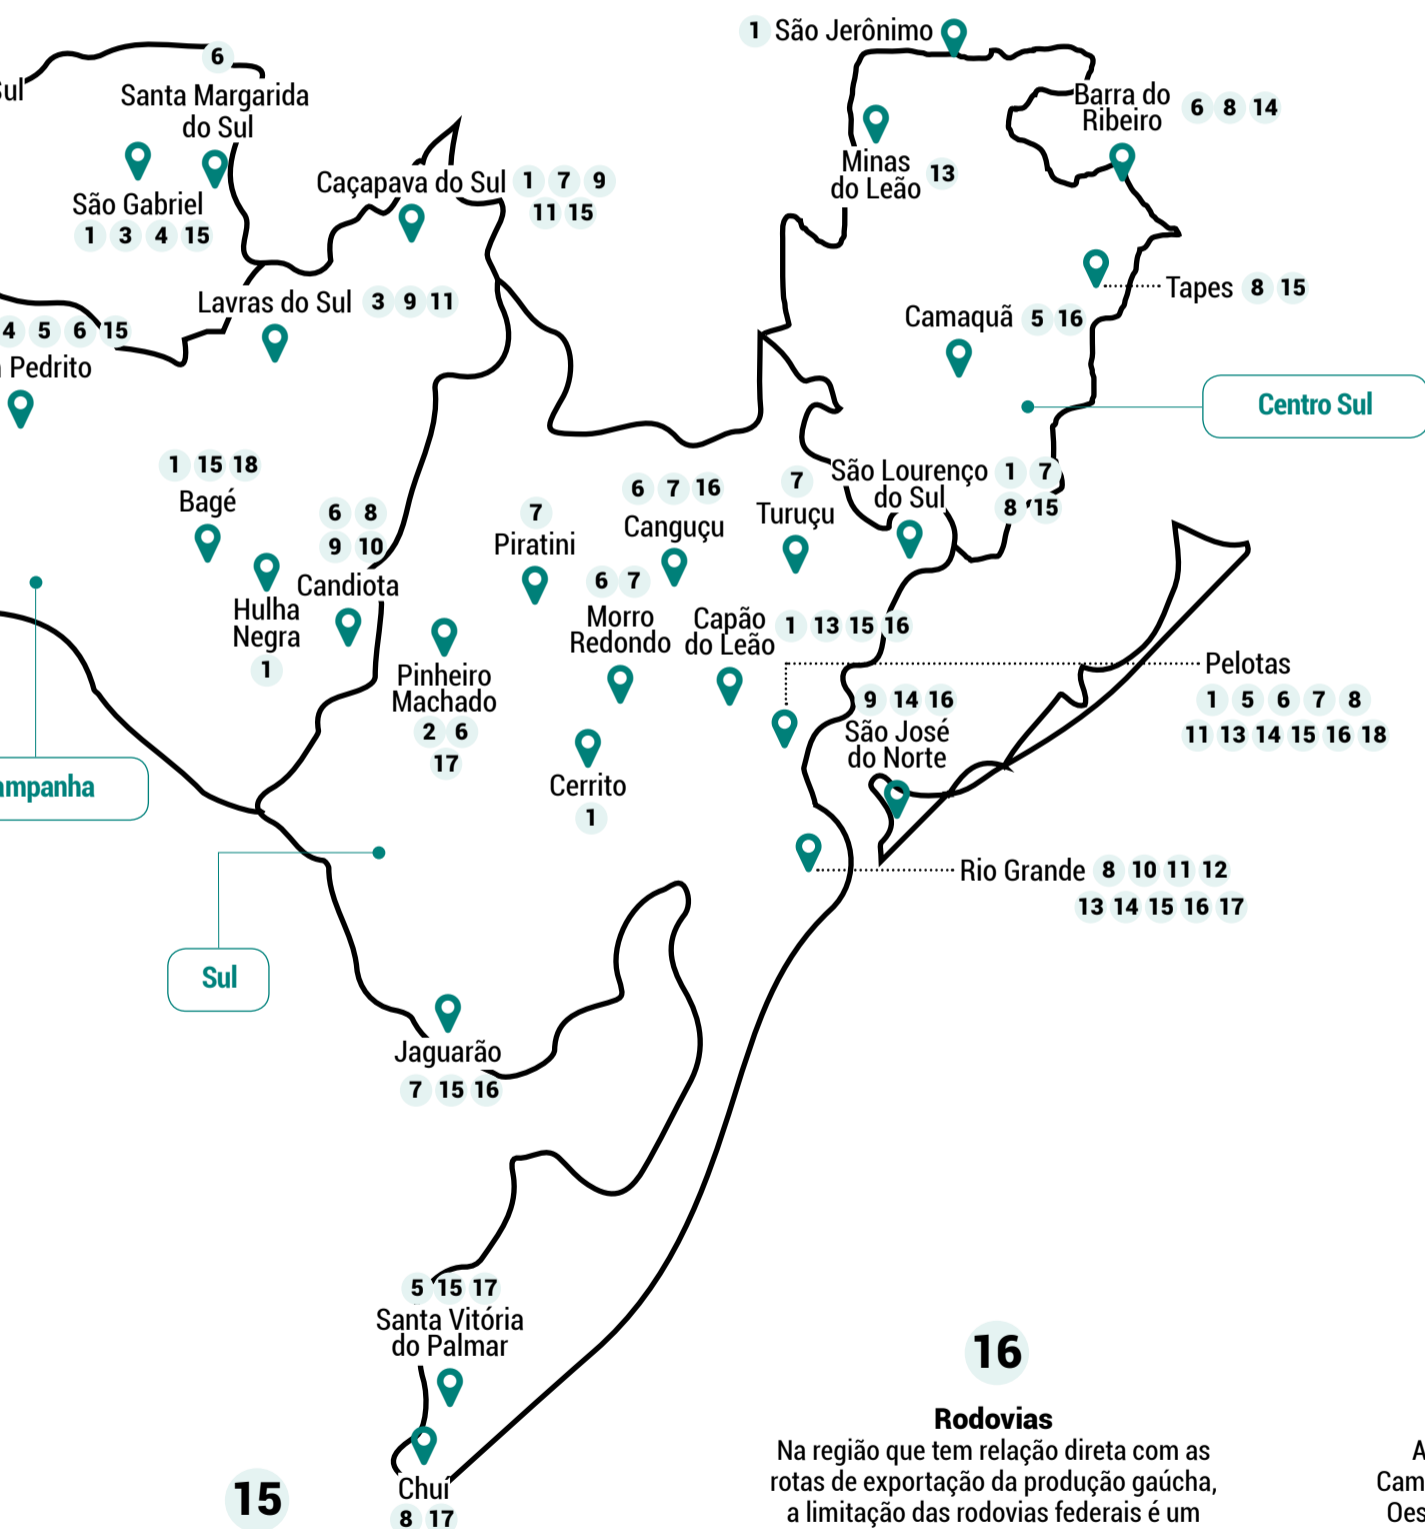 1 São Jerônimo
6
Sul
Santa Margarida
do Sul
Barra do
Ribeiro
6 8 14
Minas
do Leão
13
Caçapava do Sul 1 7 9
11 15
São Gabriel
1 3 4 15
Tapes 8 15
Lavras do Sul 3 9 11
Camaquã 5 16
4 5 6 15
Pedrito
Centro Sul
1 15 18
Bagé
São Lourenço
do Sul
1 7
8 15
7
Turuçu
6 7 16
Canguçu
7
Piratini
6 8
9 10
Candiota
Hulha
Negra
1
6 7
Morro
Redondo
Capão
do Leão
1 13 15 16
Pelotas
1 5 6 7 8
11 13 14 15 16 18
Pinheiro
Machado
2 6
17
9 14 16
São José
do Norte
Cerrito
1
ampanha
Rio Grande 8 10 11 12
13 14 15 16 17
Sul
Jaguarão
7 15 16
5 15 17
Santa Vitória
do Palmar
Chuí
8 17
15
16
Rodovias
Na região que tem relação direta com as
rotas de exportação da produção gaúcha,
a limitação das rodovias federais é um
A
Cam
Oes